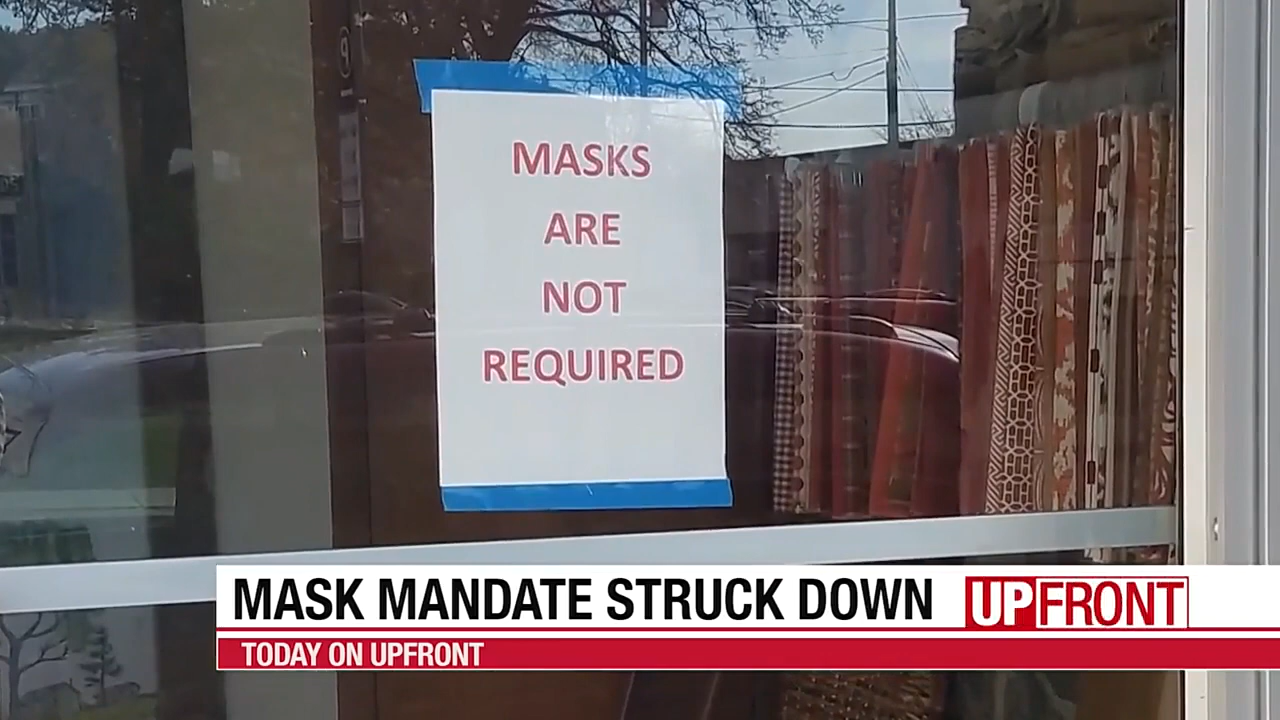 MASKS
ARE
NOT
REQUIRED
MASK MANDATE STRUCK DOWN UPFRONT
TODAY ON UPFRONT